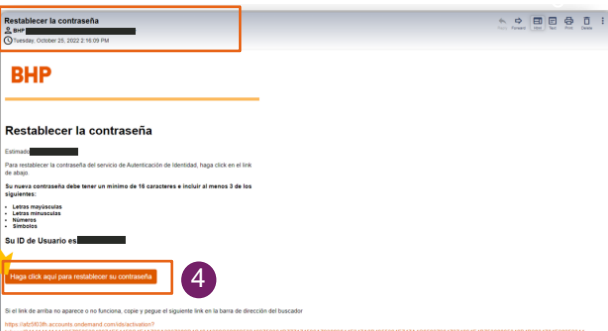 Restablecer la contraseña
BHP
Tuesday, October 25, 2022 2:16:09 PM
Reply Forward Html Text Print Delete
BHP
Restablecer la contraseña
Estimado
Para restablecer la contraseña del servicio de Autenticación de Identidad, haga click en el link
de abajo.
Su nueva contraseña debe tener un mínimo de 16 caracteres e incluir al menos 3 de los
siguientes:
• Letras mayúsculas
• Letras minusculas
• Números
• Símbolos
Su ID de Usuario es
Haga click aquí para restablecer su contraseña
4
Si el link de arriba no aparece o no funciona, copie y pegue el siguiente link en la barra de dirección del buscador